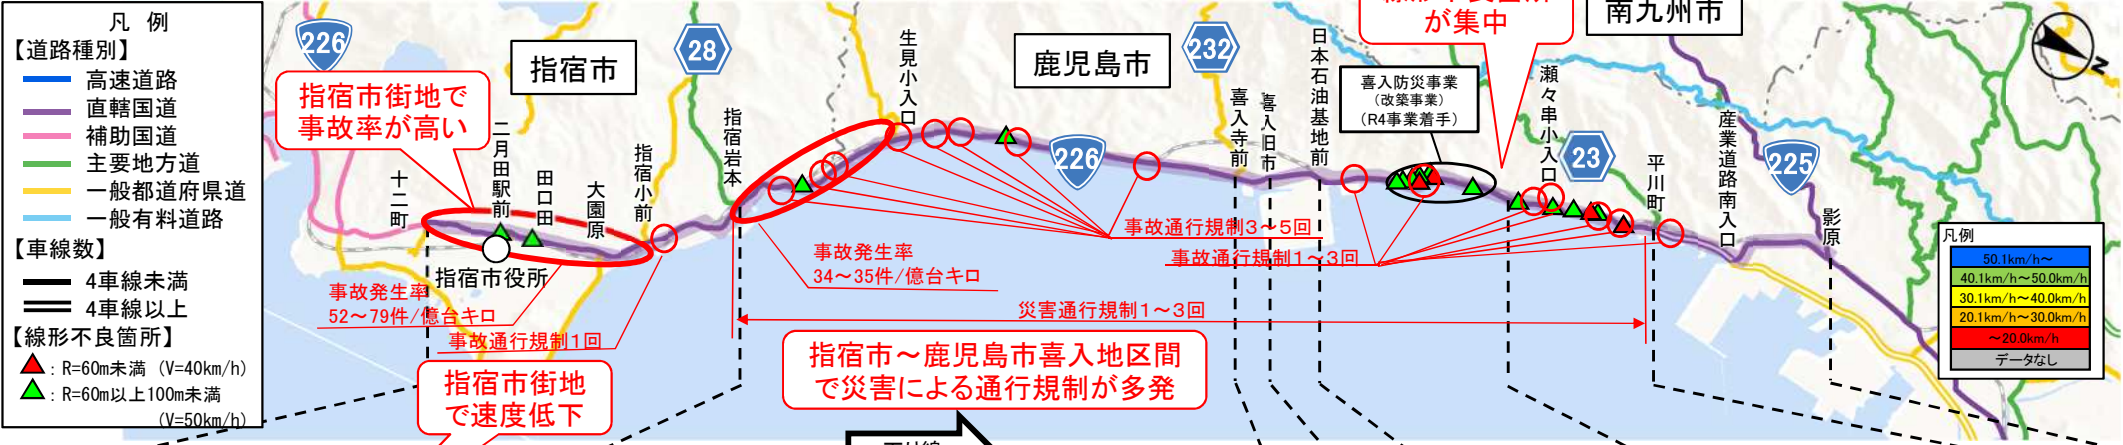 凡 例
【道路種別】
高速道路
直轄国道
補助国道
主要地方道
一般都道府県道
一般有料道路
【車線数】
4車線未満
4車線以上
【線形不良箇所】
：R=60m未満（V=40km/h）
：R=60m以上100m未満
（V=50km/h）
226
指宿市
28
生見小入口
鹿児島市
232
日本石油基地前
が集中
南九州市
N
指宿市街地で
事故率が高い
十二町
二月田駅前
田口田
大園原
指宿小前
指宿岩本
226
喜入寺前
喜入旧市
喜入防災事業
（改築事業）
（R4事業着手）
瀬々串小入口
23
平川町
産業道路南入口
225
影原
指宿市役所
事故発生率
52～79件/億台キロ
事故通行規制1回
事故発生率
34～35件/億台キロ
事故通行規制3～5回
事故通行規制1～3回
災害通行規制1～3回
指宿市街地
で速度低下
指宿市～鹿児島市喜入地区間
で災害による通行規制が多発
凡例
50.1km/h～
40.1km/h～50.0km/h
30.1km/h～40.0km/h
20.1km/h～30.0km/h
～20.0km/h
データなし